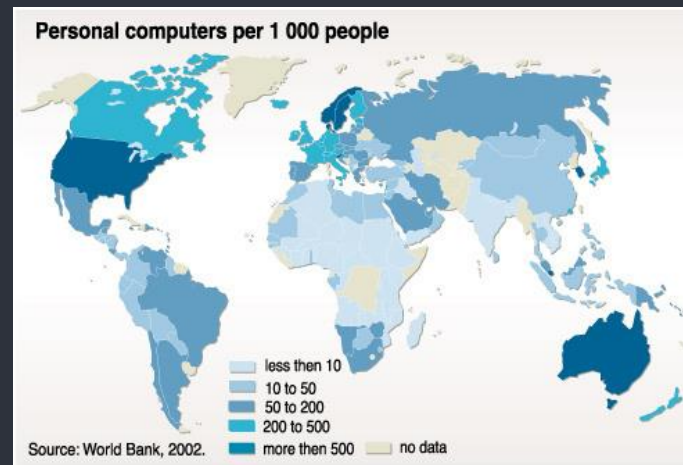 Personal computers per 1 000 people
less then 10
10 to 50
50 to 200
200 to 500
more then 500
no data
Source: World Bank, 2002.